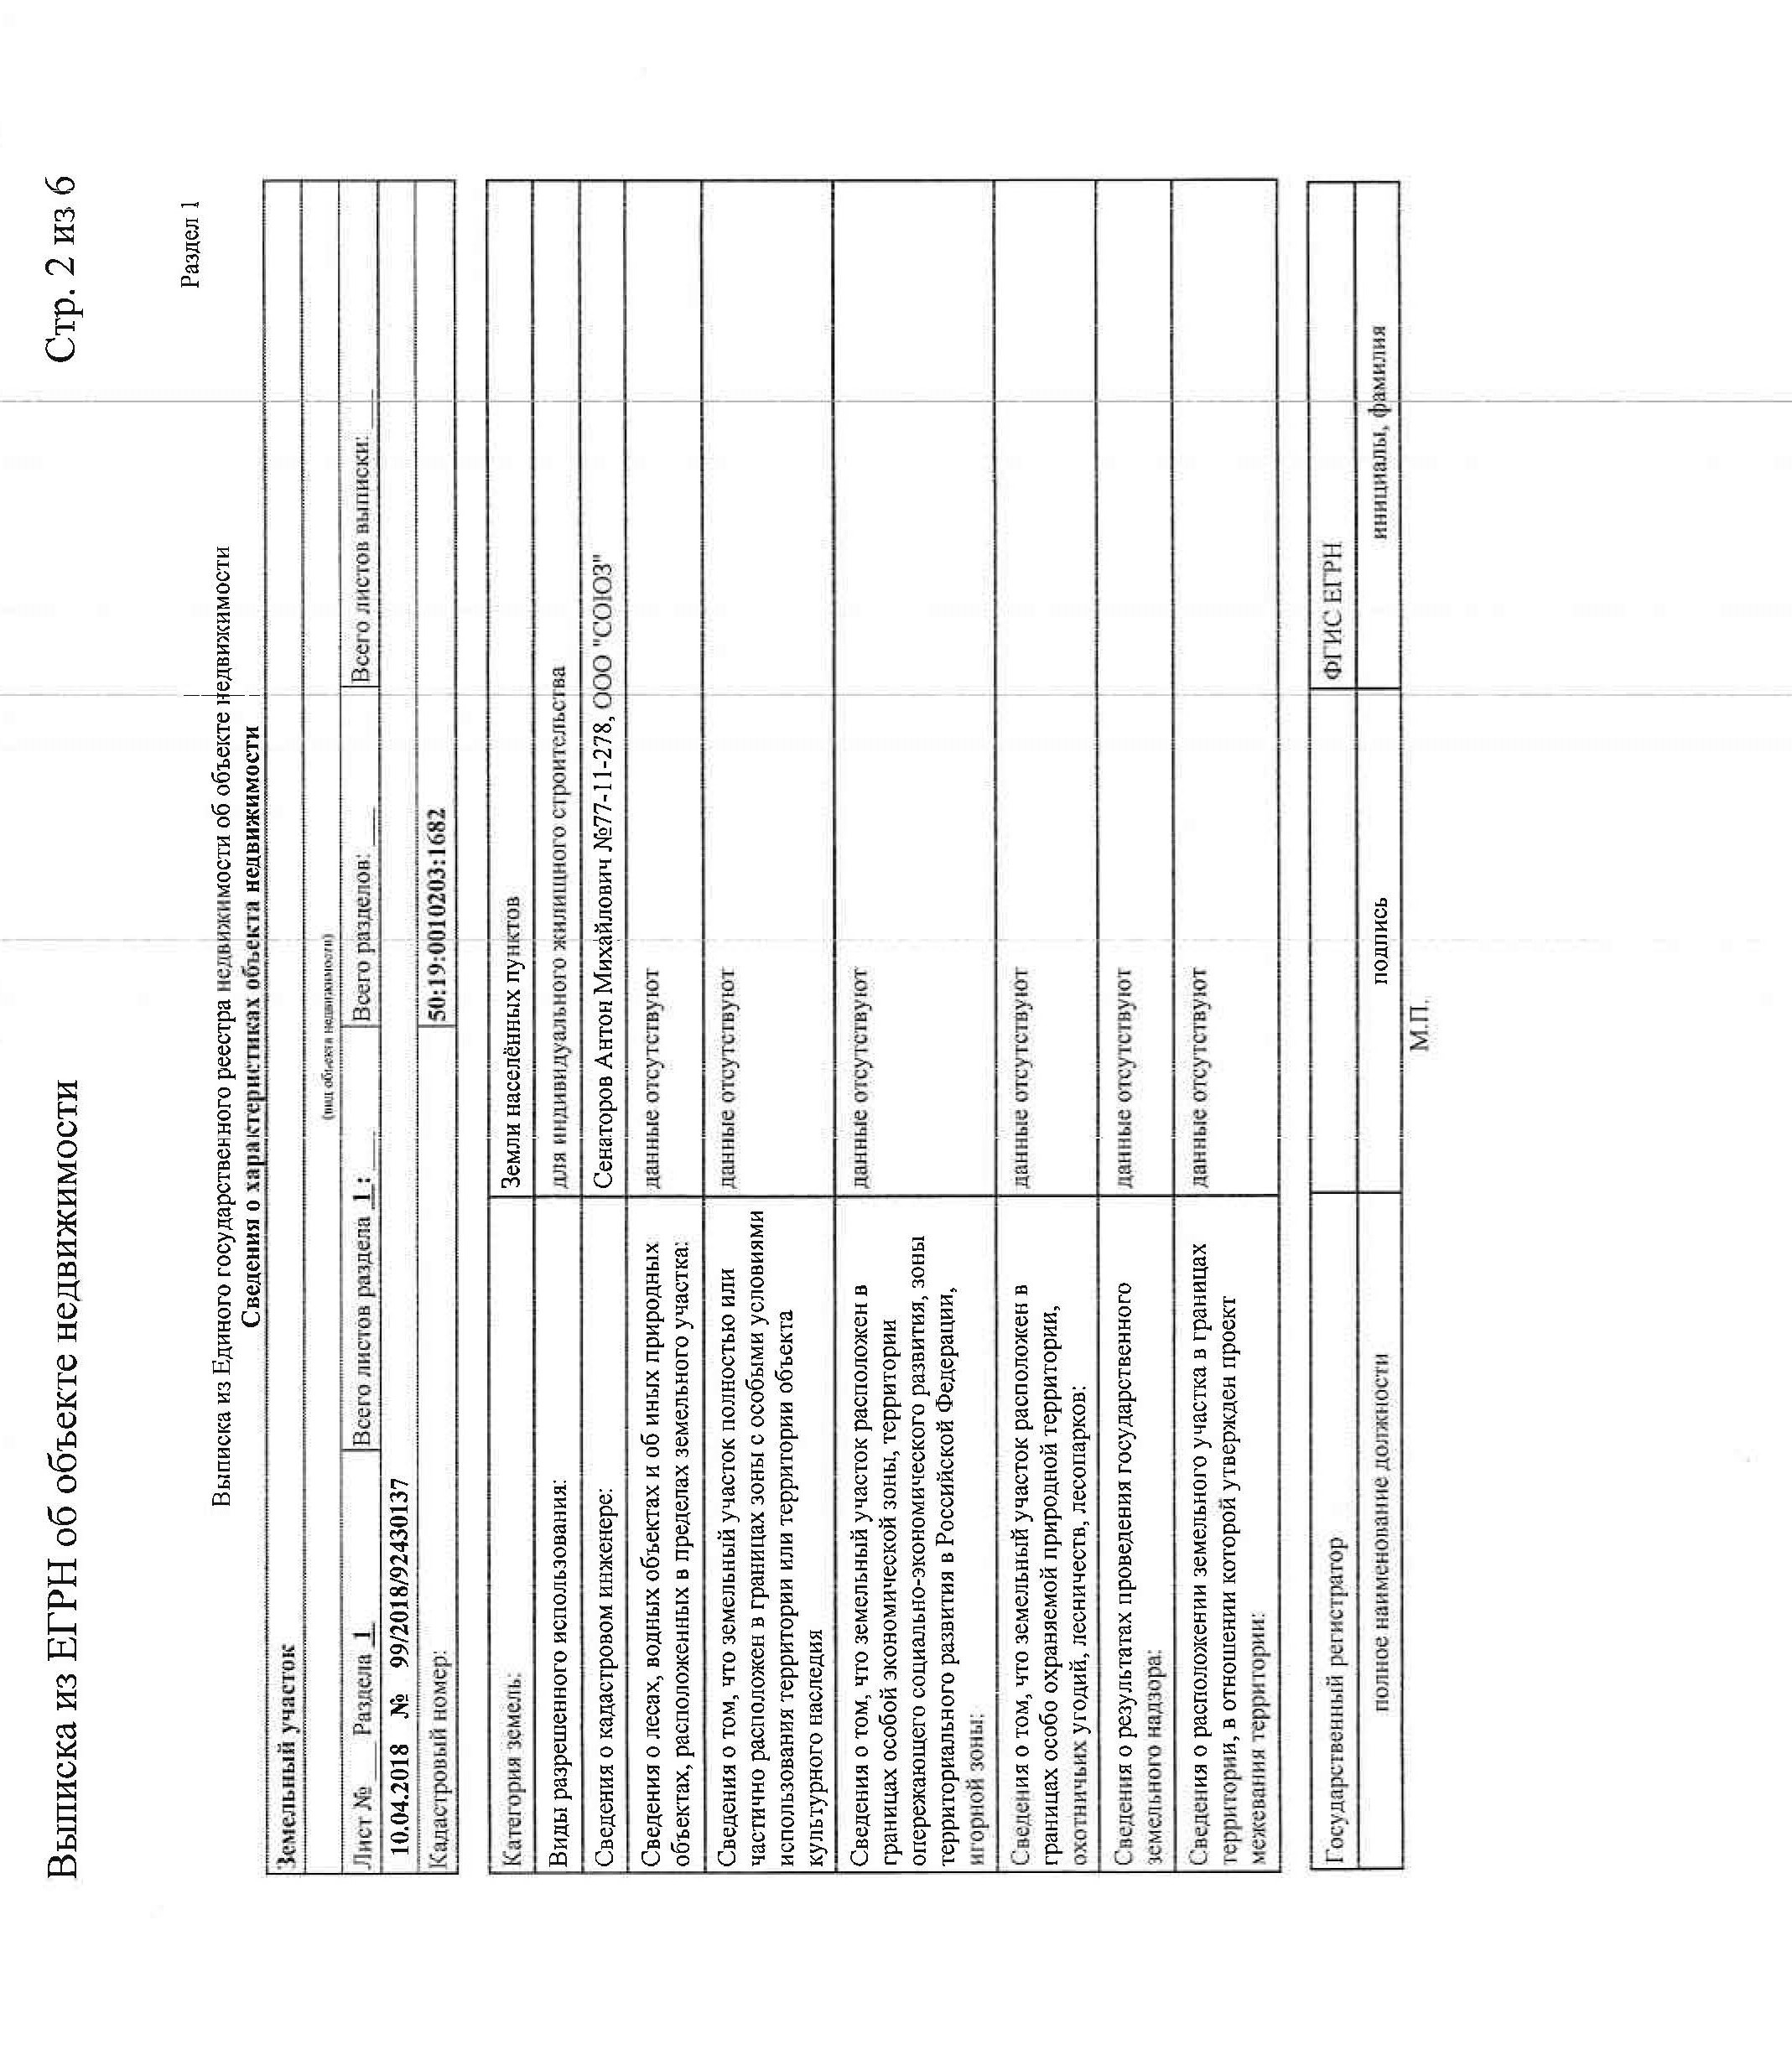 Выписка из ЕГРН об объекте недвижимости Стр. 2 из 6
Раздел 1
Выписка из Единого государственного реестра недвижимости об объекте недвижимости
Сведения о характеристиках объекта недвижимости
Земельный участок
(вид объекта недвижимости)
Лист № ___ Раздела 1 Всего листов раздела 1 : ___ Всего разделов: ___ Всего листов выписки: ___
10.04.2018 № 99/2018/92430137
Кадастровый номер: 50:19:0010203:1682
Категория земель: Земли населённых пунктов
Виды разрешенного использования: для индивидуального жилищного строительства
Сведения о кадастровом инженере: Сенаторов Антон Михайлович №77-11-278, ООО "СОЮЗ"
Сведения о лесах, водных объектах и об иных природных
объектах, расположенных в пределах земельного участка:
данные отсутствуют
Сведения о том, что земельный участок полностью или
частично расположен в границах зоны с особыми условиями
использования территории или территории объекта
культурного наследия
данные отсутствуют
Сведения о том, что земельный участок расположен в
границах особой экономической зоны, территории
опережающего социально-экономического развития, зоны
территориального развития в Российской Федерации,
игорной зоны:
данные отсутствуют
Сведения о том, что земельный участок расположен в
границах особо охраняемой природной территории,
охотничьих угодий, лесничеств, лесопарков:
данные отсутствуют
Сведения о результатах проведения государственного
земельного надзора:
данные отсутствуют
Сведения о расположении земельного участка в границах
территории, в отношении которой утвержден проект
межевания территории:
данные отсутствуют
Государственный регистратор ФГИС ЕГРН
полное наименование должности подпись инициалы, фамилия
М.П.